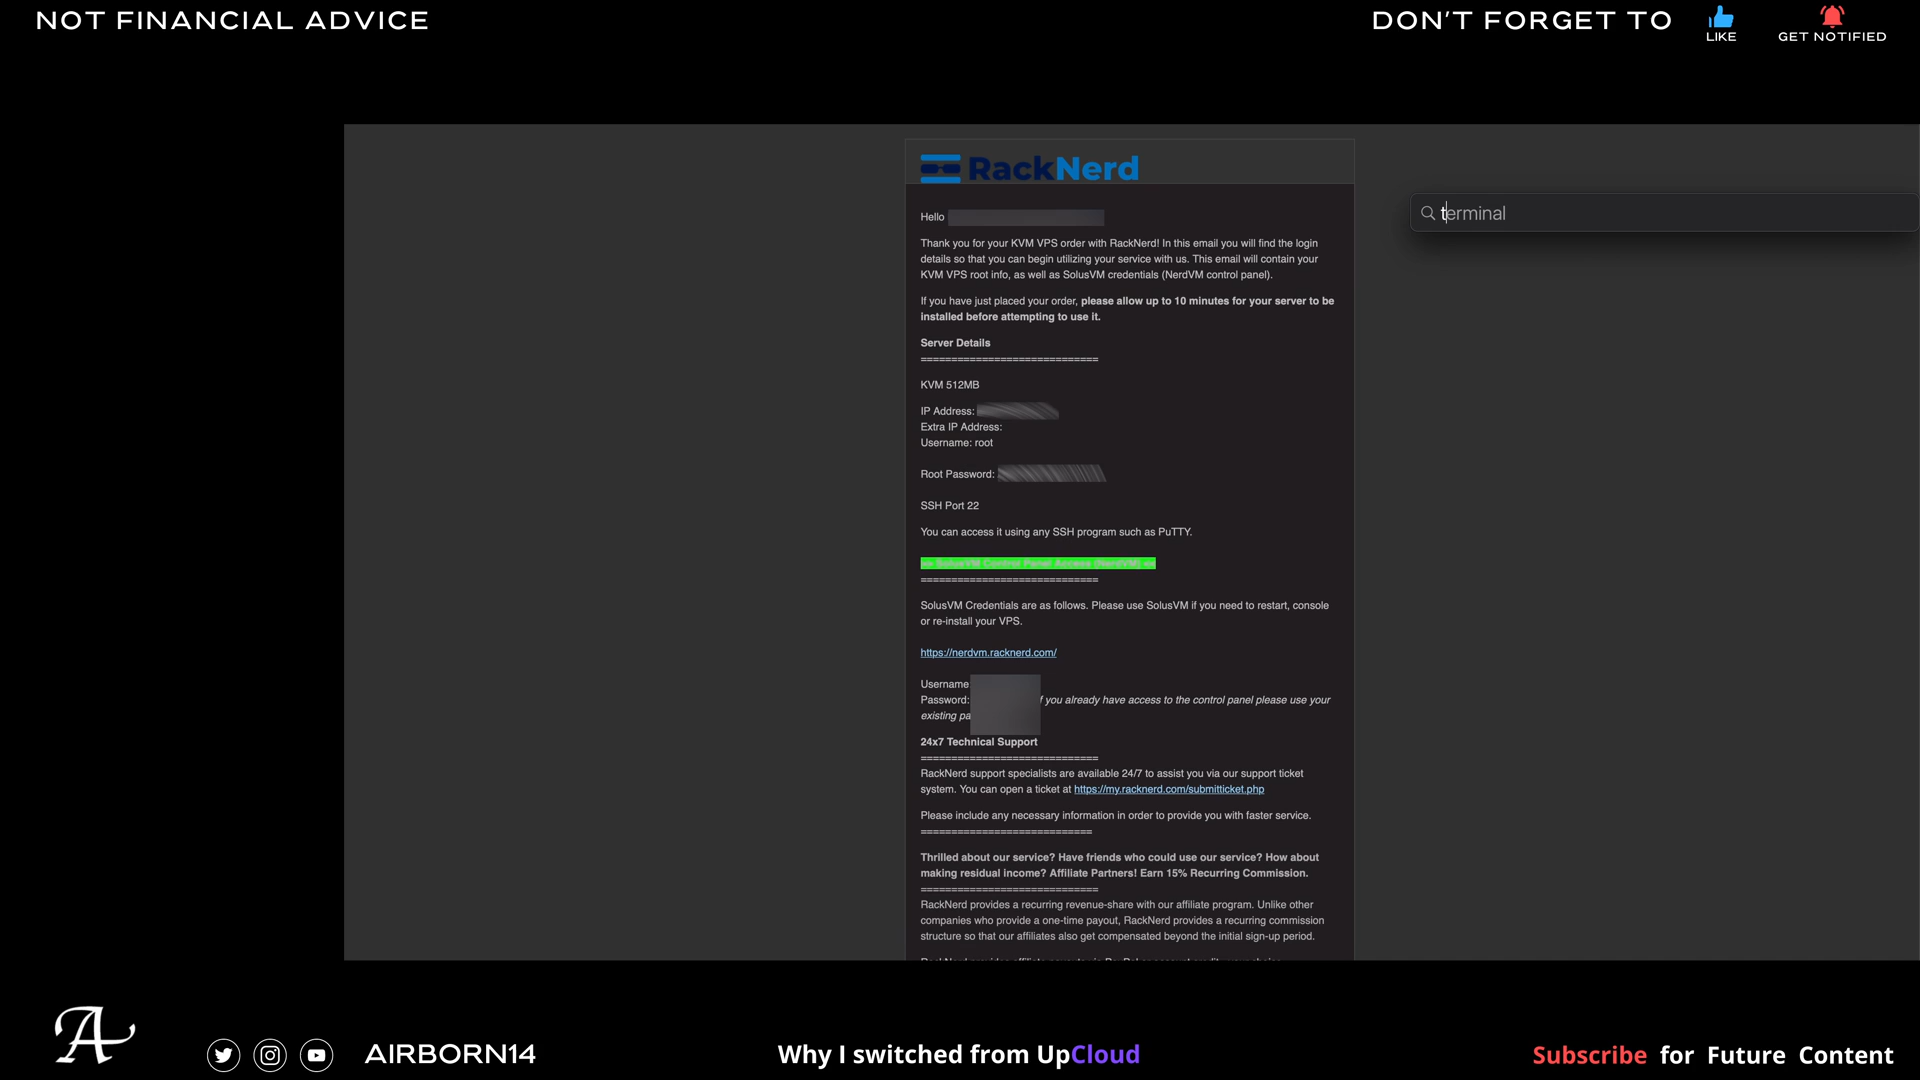 NOT FINANCIAL ADVICE
DON'T FORGET TO
LIKE
GET NOTIFIED
RackNerd
terminal
Hello
Thank you for your KVM VPS order with RackNerd! In this email you will find the login
details so that you can begin utilizing your service with us. This email will contain your
KVM VPS root info, as well as SolusVM credentials (NerdVM control panel).
If you have just placed your order, please allow up to 10 minutes for your server to be
installed before attempting to use it.
Server Details
=============================
KVM 512MB
IP Address:
Extra IP Address:
Username: root
Root Password:
SSH Port 22
You can access it using any SSH program such as PuTTY.
>> SolusVM Control Panel Access (NerdVM) <<
=============================
SolusVM Credentials are as follows. Please use SolusVM if you need to restart, console
or re-install your VPS.
https://nerdvm.racknerd.com/
Username
Password: f you already have access to the control panel please use your
existing pa
24x7 Technical Support
=============================
RackNerd support specialists are available 24/7 to assist you via our support ticket
system. You can open a ticket at https://my.racknerd.com/submitticket.php
Please include any necessary information in order to provide you with faster service.
============================
Thrilled about our service? Have friends who could use our service? How about
making residual income? Affiliate Partners! Earn 15% Recurring Commission.
=============================
RackNerd provides a recurring revenue-share with our affiliate program. Unlike other
companies who provide a one-time payout, RackNerd provides a recurring commission
structure so that our affiliates also get compensated beyond the initial sign-up period.
A
AIRBORN14
Why I switched from UpCloud
Subscribe for Future Content